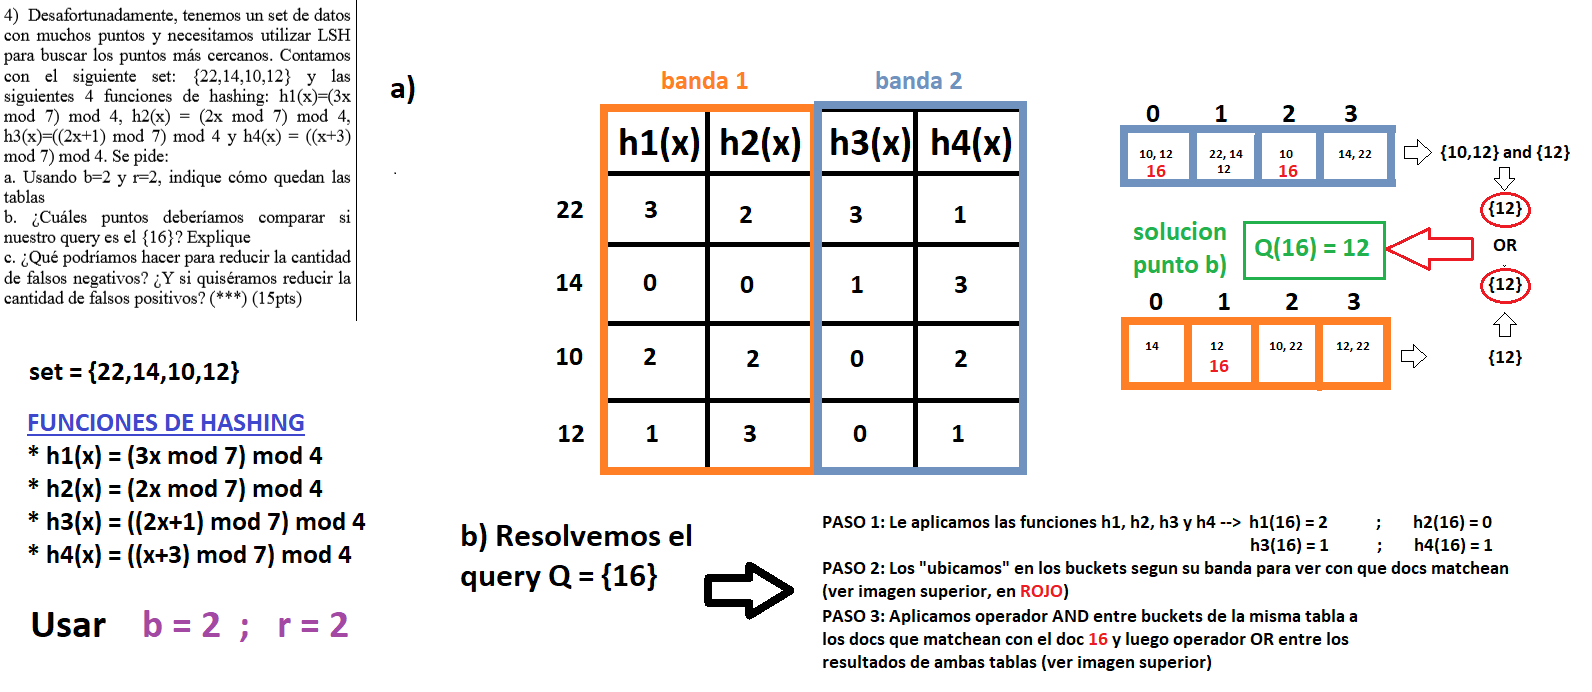 4) Desafortunadamente, tenemos un set de datos
con muchos puntos y necesitamos utilizar LSH
para buscar los puntos más cercanos. Contamos
con el siguiente set: {22,14,10,12} y las
siguientes 4 funciones de hashing: h1(x)=(3x
mod 7) mod 4, h2(x) = (2x mod 7) mod 4,
h3(x)=((2x+1) mod 7) mod 4 y h4(x) = ((x+3)
mod 7) mod 4. Se pide:
a. Usando b=2 y r=2, indique cómo quedan las
tablas
b. ¿Cuáles puntos deberíamos comparar si
nuestro query es el {16}? Explique
c. ¿Qué podríamos hacer para reducir la cantidad
de falsos negativos? ¿Y si quiséramos reducir la
cantidad de falsos positivos? (***) (15pts)
set = {22,14,10,12}
FUNCIONES DE HASHING
* h1(x) = (3x mod 7) mod 4
* h2(x) = (2x mod 7) mod 4
* h3(x) = ((2x+1) mod 7) mod 4
* h4(x) = ((x+3) mod 7) mod 4
Usar b = 2 ; r = 2
a)
banda 1 banda 2
h1(x) h2(x) h3(x) h4(x)
22 3 2 3 1
14 0 0 1 3
10 2 2 0 2
12 1 3 0 1
0 1 2 3
10, 12 22, 14 10 14, 22
16 12 16
{10,12} and {12}
{12}
OR
{12}
{12}
solucion
punto b)
Q(16) = 12
0 1 2 3
14 12 10, 22 12, 22
16
b) Resolvemos el
query Q = {16}
PASO 1: Le aplicamos las funciones h1, h2, h3 y h4 --> h1(16) = 2 ; h2(16) = 0
h3(16) = 1 ; h4(16) = 1
PASO 2: Los "ubicamos" en los buckets segun su banda para ver con que docs matchean
(ver imagen superior, en ROJO)
PASO 3: Aplicamos operador AND entre buckets de la misma tabla a
los docs que matchean con el doc 16 y luego operador OR entre los
resultados de ambas tablas (ver imagen superior)